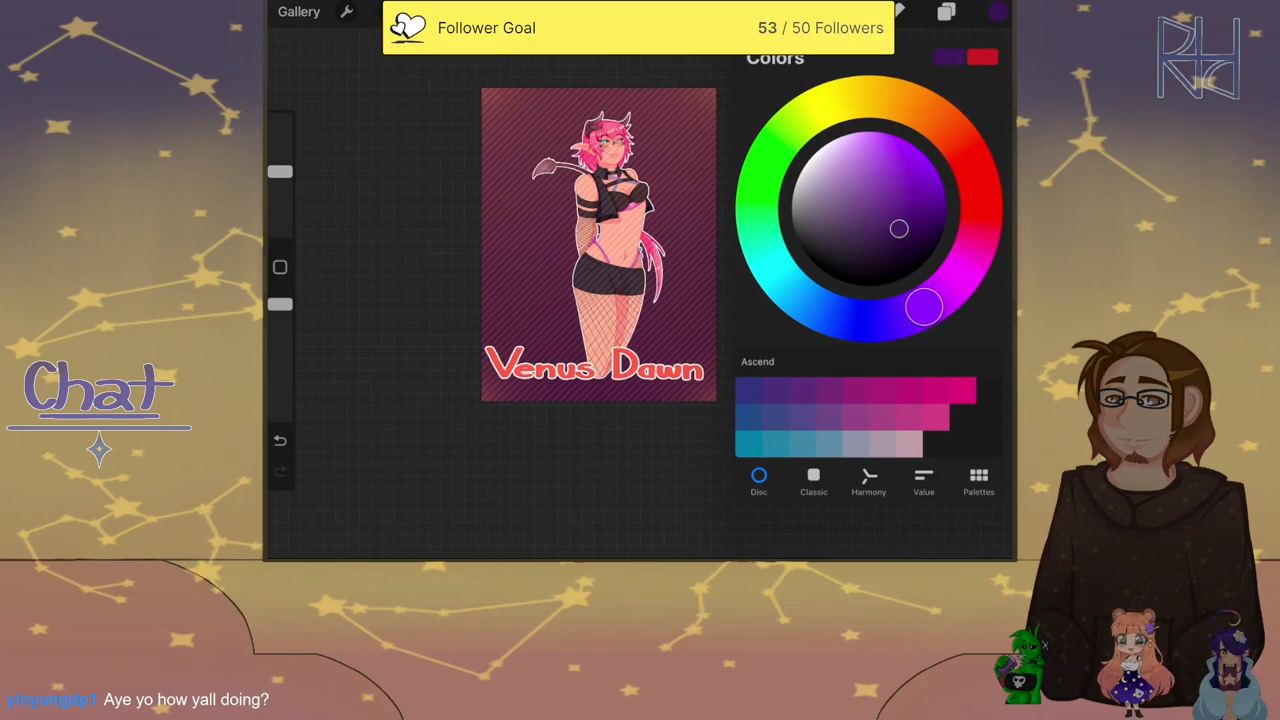 Gallery
Follower Goal 53 / 50 Followers
Colors
Venus Dawn
Ascend
Disc Classic Harmony Value Palettes
Chat
yinyungdp1 Aye yo how yall doing?